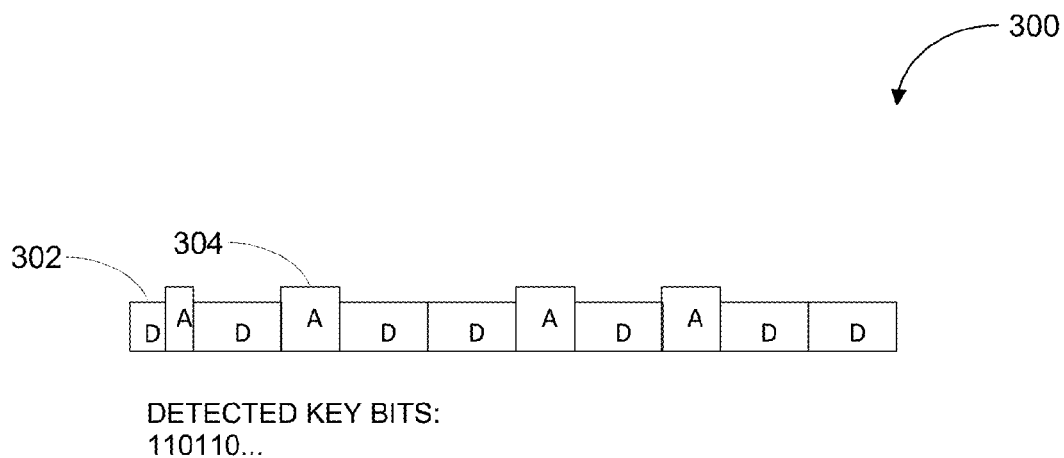 300
302
304
D A D A D D A D A D D
DETECTED KEY BITS:
110110...